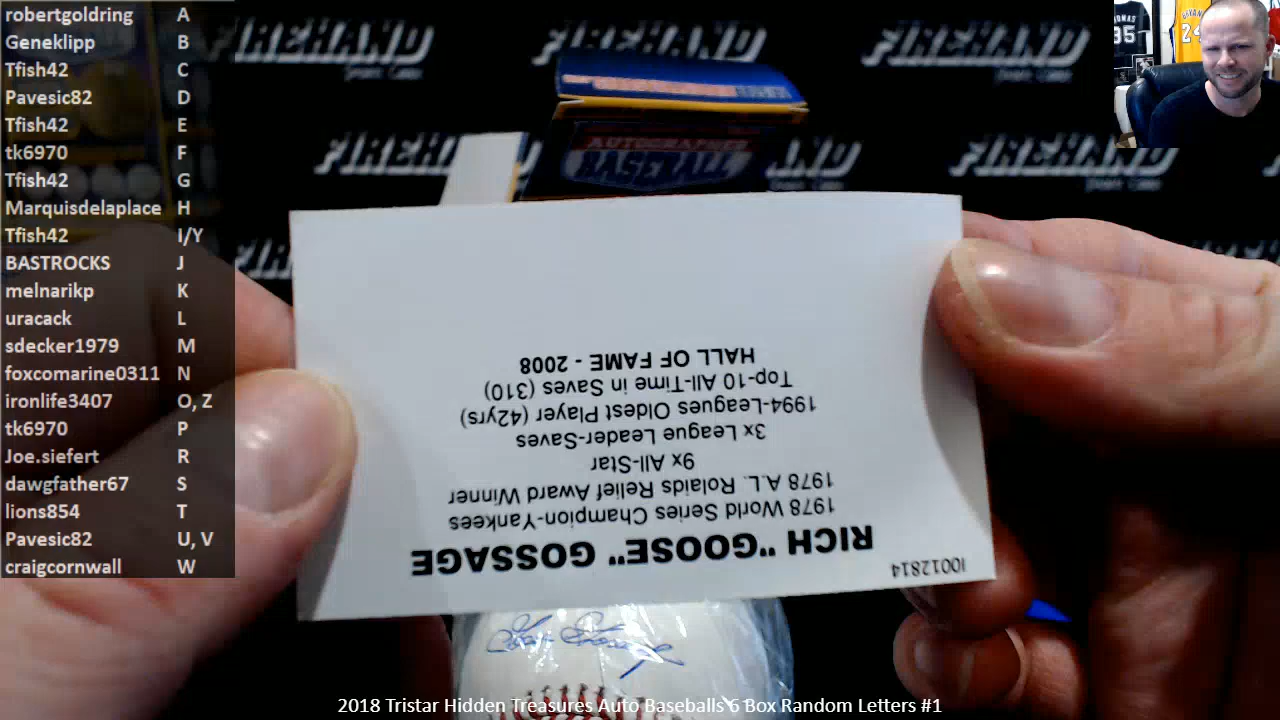 robertgoldring A
Geneklipp B
Tfish42 C
Pavesic82 D
Tfish42 E
tk6970 F
Tfish42 G
Marquisdelaplace H
Tfish42 I/Y
BASTROCKS J
melnarikp K
uracack L
sdecker1979 M
foxcomarine0311 N
ironlife3407 O, Z
tk6970 P
Joe.siefert R
dawgfather67 S
lions854 T
Pavesic82 U, V
craigcornwall W
FIREHAND FIREHAND FIREHAND
FIREHAND
AUTOGRAPHED
BASEBALL
I0012814
RICH "GOOSE" GOSSAGE
1978 World Series Champion-Yankees
1978 A.L. Rolaids Relief Award Winner
9x All-Star
3x League Leader-Saves
1994-Leagues Oldest Player (42yrs)
Top-10 All-Time in Saves (310)
HALL OF FAME - 2008
2018 Tristar Hidden Treasures Auto Baseballs 6 Box Random Letters #1